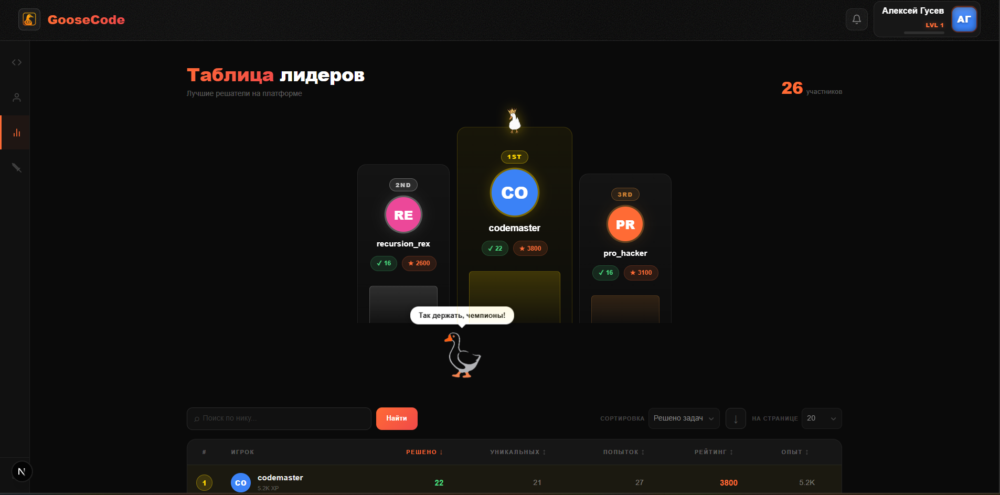 GooseCode
Алексей Гусев
LVL 1
АГ
Таблица лидеров
Лучшие решатели на платформе
26 участников
1ST
CO
codemaster
✓ 22 ★ 3800
2ND
RE
recursion_rex
✓ 16 ★ 2600
3RD
PR
pro_hacker
✓ 16 ★ 3100
Так держать, чемпионы!
Поиск по нику...
Найти
СОРТИРОВКА Решено задач ↓ НА СТРАНИЦЕ 20
# ИГРОК РЕШЕНО ↓ УНИКАЛЬНЫХ ↕ ПОПЫТОК ↕ РЕЙТИНГ ↕ ОПЫТ ↕
1 CO codemaster 22 21 27 3800 5.2K
5.2K XP
N